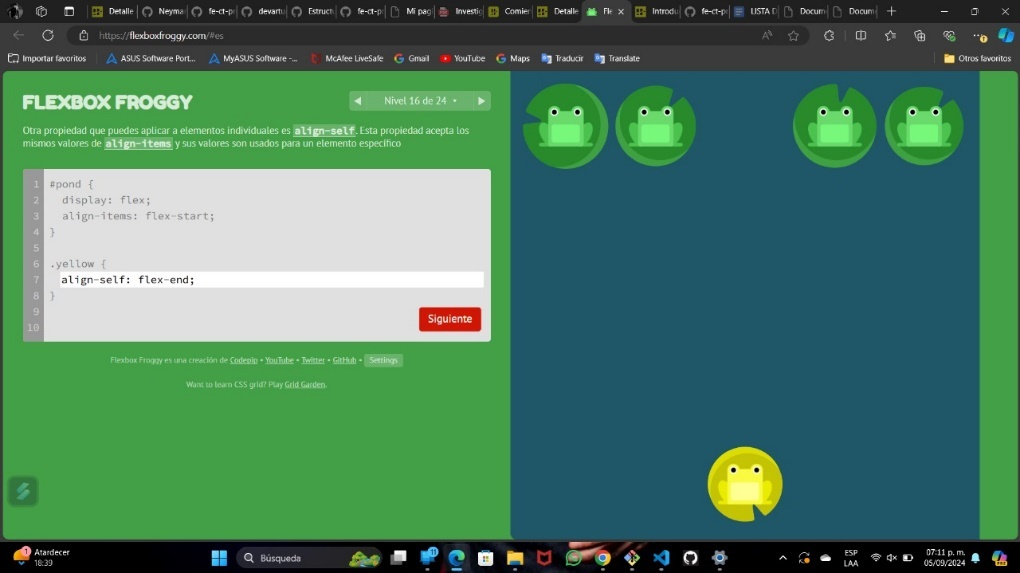 Detalle
Neyma
fe-ct-p
devartu
Estruct
fe-ct-p
Mi pag
Investig
Comier
Detalle
Fle
Introdu
fe-ct-p
LISTA D
Docum
Docum
https://flexboxfroggy.com/#es
Importar favoritos
ASUS Software Port...
MyASUS Software -...
McAfee LiveSafe
Gmail
YouTube
Maps
Traducir
Translate
Otros favoritos
FLEXBOX FROGGY
Nivel 16 de 24
Otra propiedad que puedes aplicar a elementos individuales es align-self. Esta propiedad acepta los
mismos valores de align-items y sus valores son usados para un elemento específico
1 #pond {
2 display: flex;
3 align-items: flex-start;
4 }
5
6 .yellow {
7 align-self: flex-end;
8 }
9
10
Siguiente
Flexbox Froggy es una creación de Codepip • YouTube • Twitter • GitHub • Settings
Want to learn CSS grid? Play Grid Garden.
1
Atardecer
18:39
Búsqueda
ESP
LAA
07:11 p. m.
05/09/2024